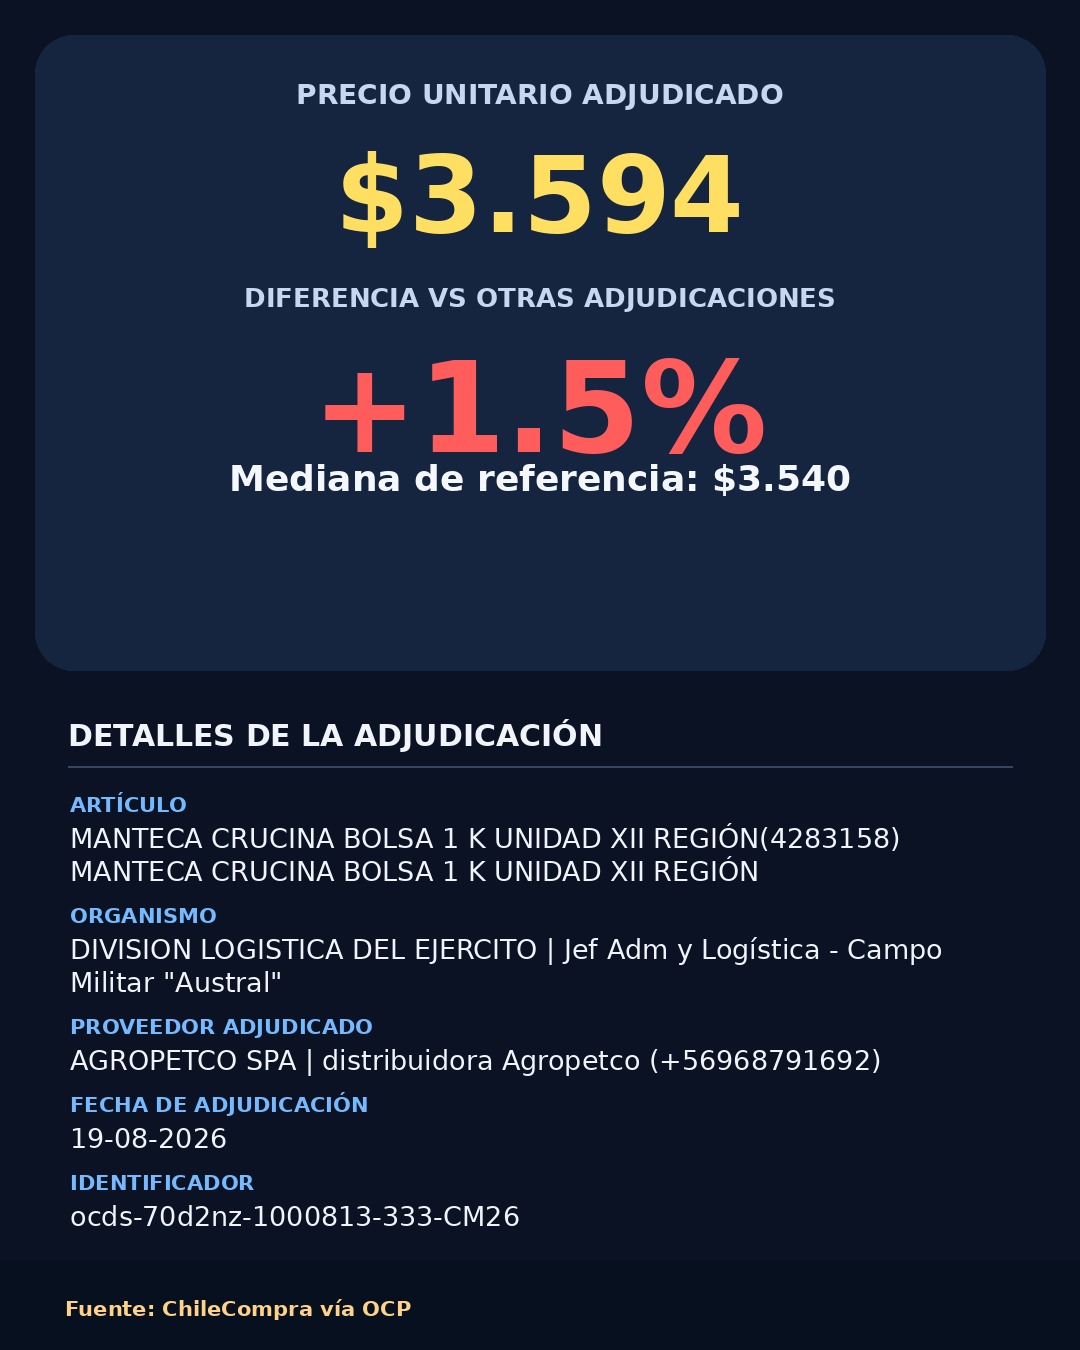 PRECIO UNITARIO ADJUDICADO
$3.594
DIFERENCIA VS OTRAS ADJUDICACIONES
+1.5%
Mediana de referencia: $3.540
DETALLES DE LA ADJUDICACIÓN
ARTÍCULO
MANTECA CRUCINA BOLSA 1 K UNIDAD XII REGIÓN(4283158)
MANTECA CRUCINA BOLSA 1 K UNIDAD XII REGIÓN
ORGANISMO
DIVISION LOGISTICA DEL EJERCITO | Jef Adm y Logística - Campo
Militar "Austral"
PROVEEDOR ADJUDICADO
AGROPETCO SPA | distribuidora Agropetco (+56968791692)
FECHA DE ADJUDICACIÓN
19-08-2026
IDENTIFICADOR
ocds-70d2nz-1000813-333-CM26
Fuente: ChileCompra vía OCP